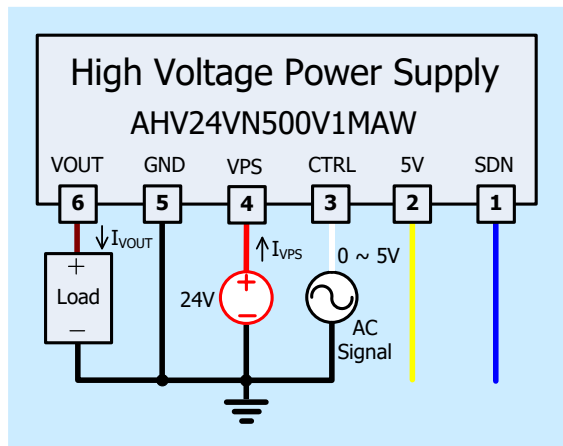 High Voltage Power Supply
AHV24VN500V1MAW
VOUT GND VPS CTRL 5V SDN
6 5 4 3 2 1
↓IVOUT ↑IVPS 0 ~ 5V
+ +
Load 24V
− −
AC
Signal